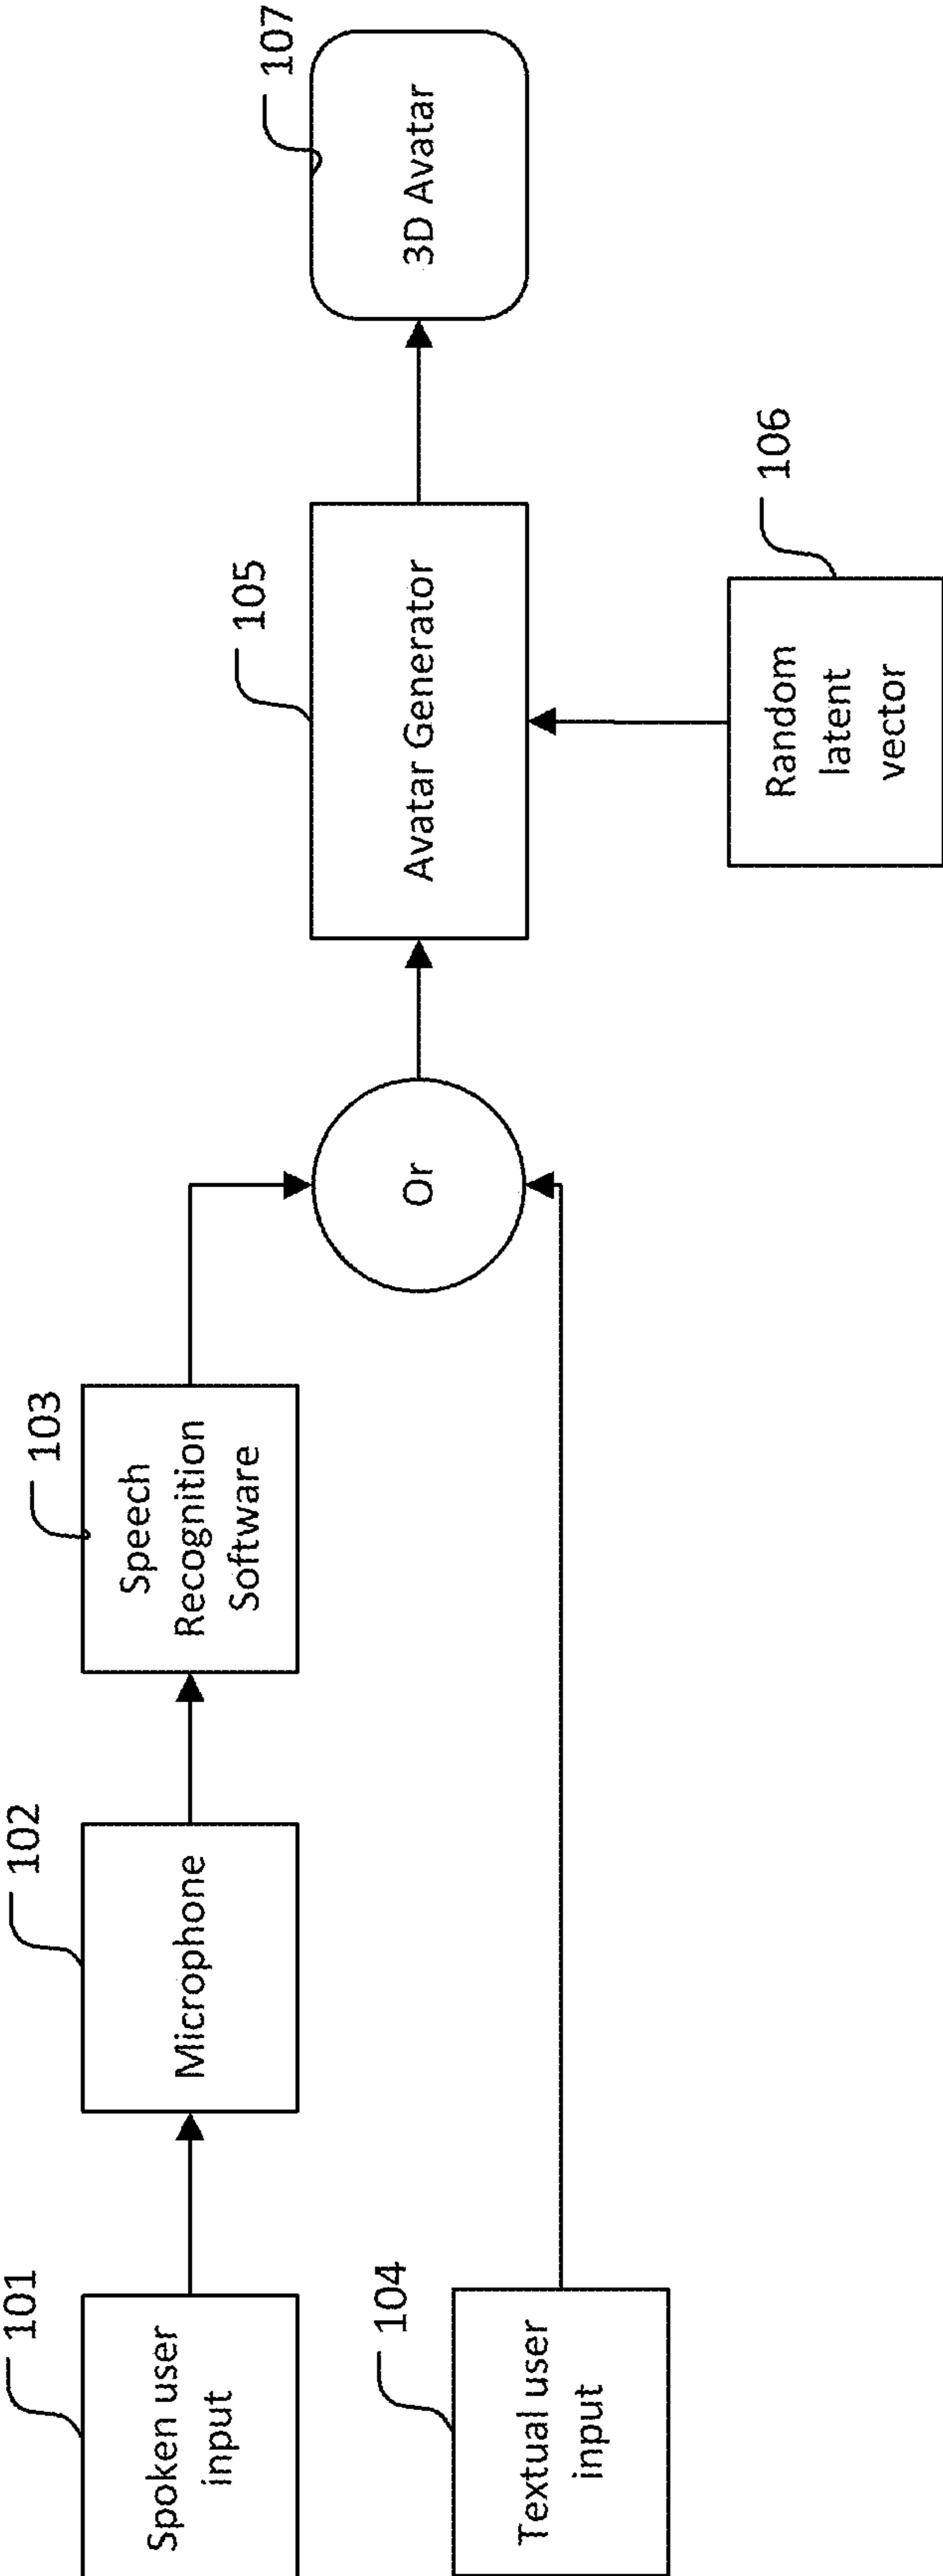 101
Spoken user
input
102
Microphone
103
Speech
Recognition
Software
104
Textual user
input
Or
105
Avatar Generator
106
Random
latent
vector
107
3D Avatar